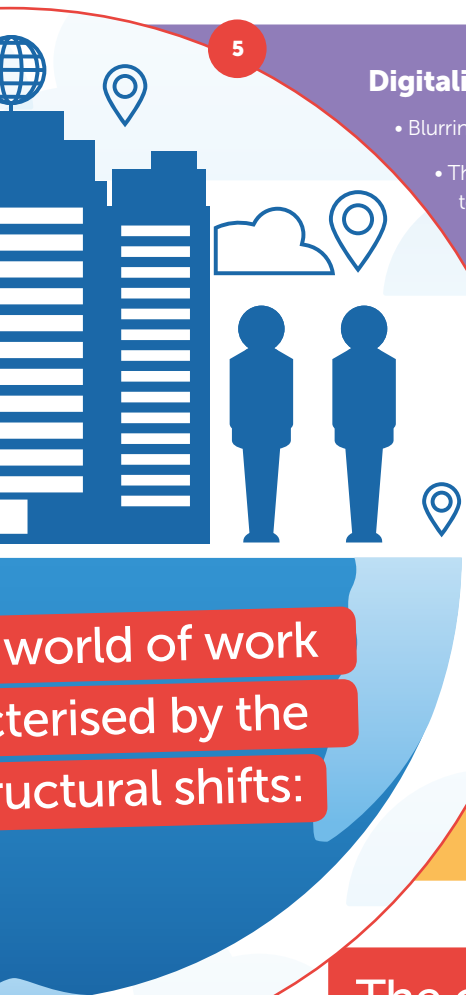 5
Digitali
• Blurrin
• Th
t
world of work
cterised by the
ructural shifts:
The